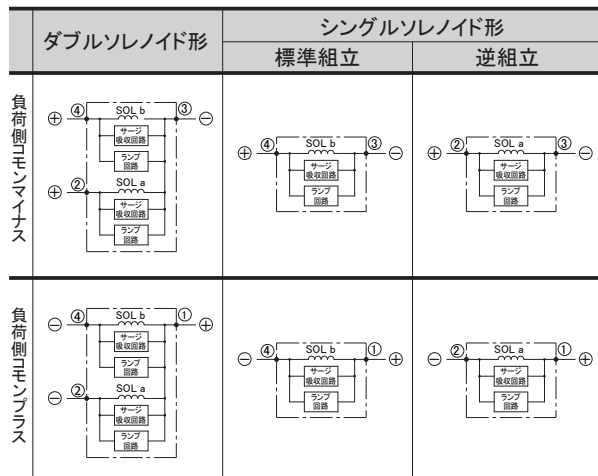 ダブルソレノイド形
シングルソレノイド形
標準組立
逆組立
負荷側コモンマイナス
⊕ ④ SOL b ③ ⊖
サージ
吸収回路
ランプ
回路
⊕ ② SOL a
サージ
吸収回路
ランプ
回路
⊕ ④ SOL b ③ ⊖
サージ
吸収回路
ランプ
回路
⊕ ② SOL a ③ ⊖
サージ
吸収回路
ランプ
回路
負荷側コモンプラス
⊖ ④ SOL b ① ⊕
サージ
吸収回路
ランプ
回路
⊖ ② SOL a
サージ
吸収回路
ランプ
回路
⊖ ④ SOL b ① ⊕
サージ
吸収回路
ランプ
回路
⊖ ② SOL a ① ⊕
サージ
吸収回路
ランプ
回路